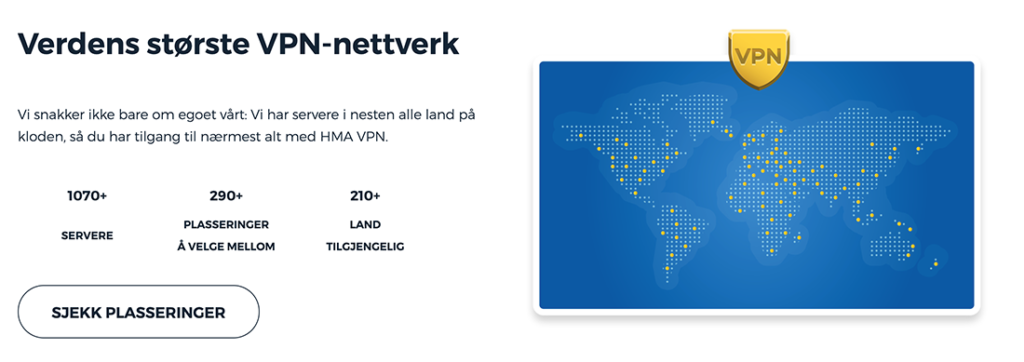 Verdens største VPN-nettverk
VPN
Vi snakker ikke bare om egoet vårt: Vi har servere i nesten alle land på
kloden, så du har tilgang til nærmest alt med HMA VPN.
1070+
SERVERE
290+
PLASSERINGER
Å VELGE MELLOM
210+
LAND
TILGJENGELIG
SJEKK PLASSERINGER